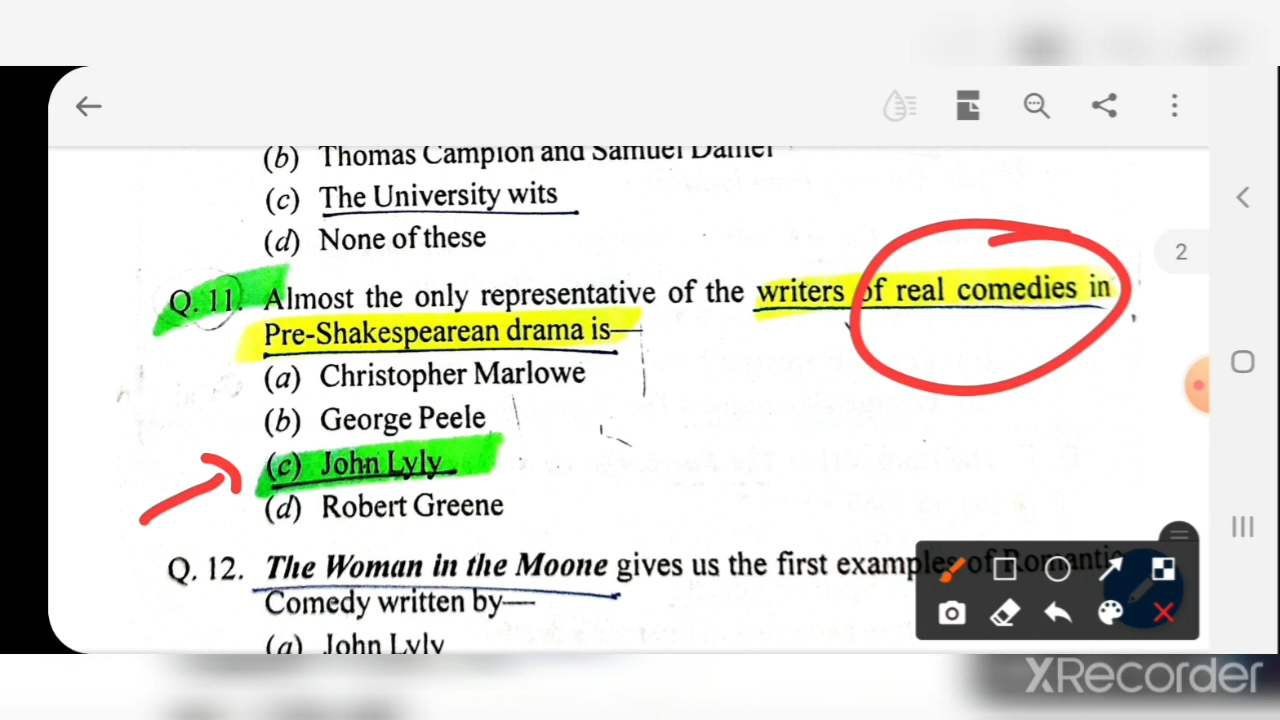 (b) Thomas Campion and Samuel Daniel
(c) The University wits
(d) None of these
2
Q. 11. Almost the only representative of the writers of real comedies in
Pre-Shakespearean drama is—
(a) Christopher Marlowe
(b) George Peele
(c) John Lyly
(d) Robert Greene
Q. 12. The Woman in the Moone gives us the first examples of Romantic
Comedy written by—
(a) John Lyly
XRecorder